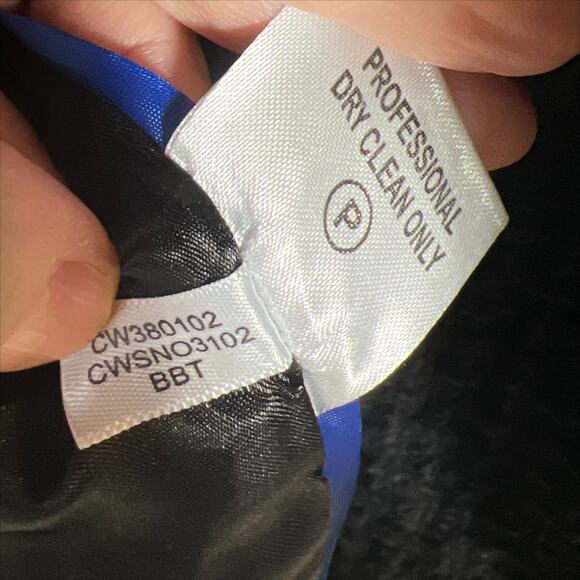 PROFESSIONAL
DRY CLEAN ONLY
P
CW380102
CWSNO3102
BBT